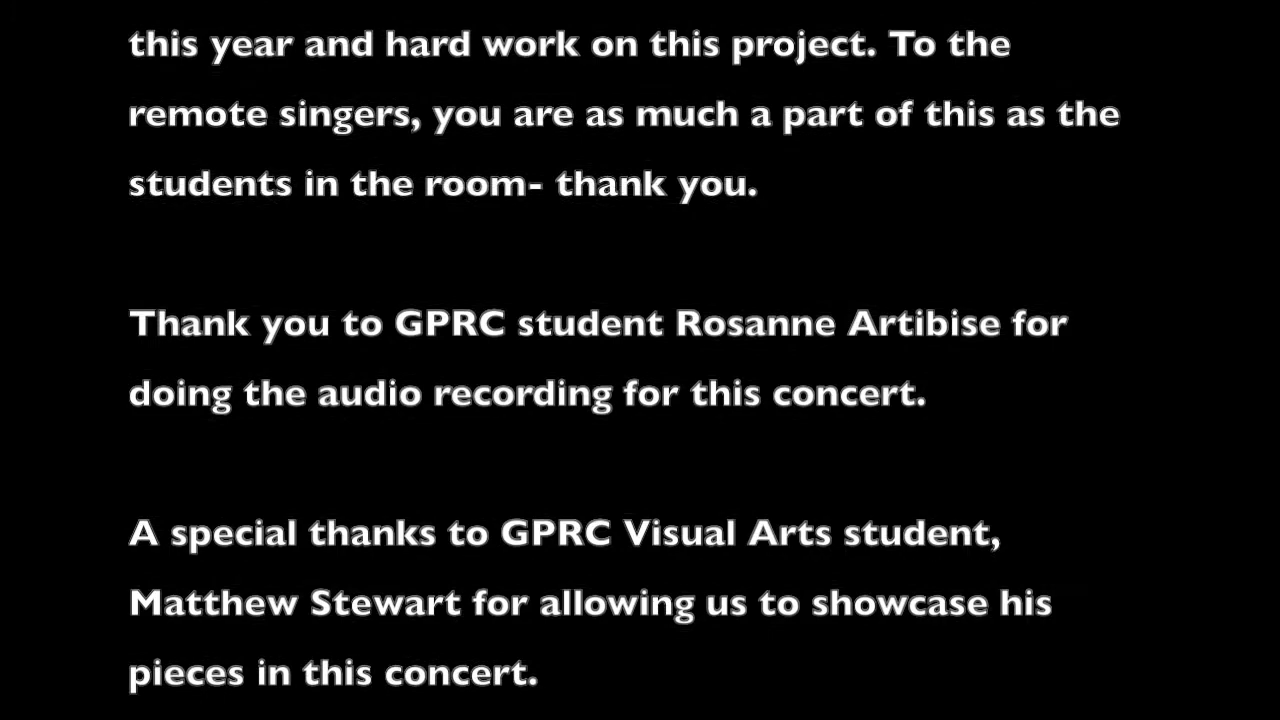 this year and hard work on this project. To the
remote singers, you are as much a part of this as the
students in the room- thank you.
Thank you to GPRC student Rosanne Artibise for
doing the audio recording for this concert.
A special thanks to GPRC Visual Arts student,
Matthew Stewart for allowing us to showcase his
pieces in this concert.